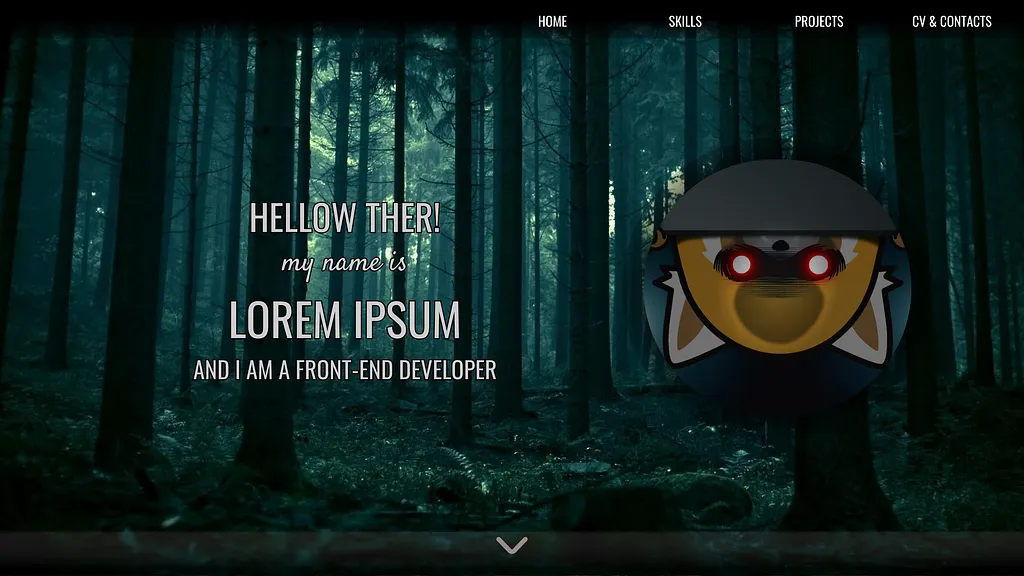 HOME SKILLS PROJECTS CV & CONTACTS
HELLOW THER!
my name is
LOREM IPSUM
AND I AM A FRONT-END DEVELOPER